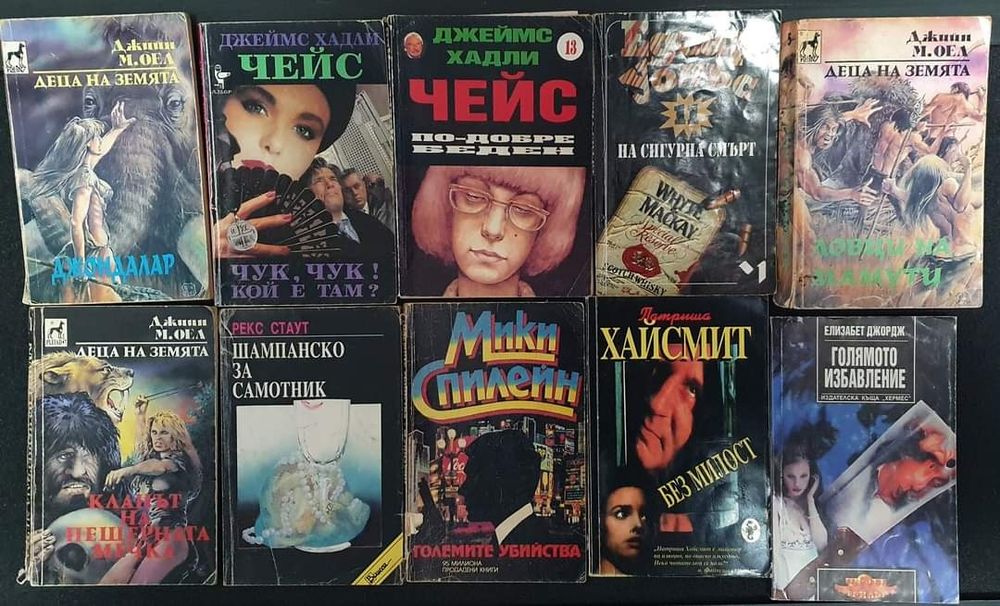 Джийн
М. ОЕЛ
ДЕЦА НА ЗЕМЯТА
ДЖОНДАЛАР
ДЖЕЙМС ХАДЛИ
ЧЕЙС
ЧУК, ЧУК!
КОЙ Е ТАМ?
ДЖЕЙМС
ХАДЛИ
13
ЧЕЙС
ПО-ДОБРЕ
БЕДЕН
НА СИГУРНА СМЪРТ
WHYTE
&
MACKAY
SCOTCH WHISKY
Джийн
М. ОЕЛ
ДЕЦА НА ЗЕМЯТА
ЛОВЦИ НА
МАМУТИ
Джийн
М. ОЕЛ
ДЕЦА НА ЗЕМЯТА
КЛАНЪТ
НА
ПЕЩЕРНАТА
МЕЧКА
РЕКС СТАУТ
ШАМПАНСКО
ЗА
САМОТНИК
Мики
Спилейн
ГОЛЕМИТЕ УБИЙСТВА
95 МИЛИОНА
ПРОДАДЕНИ КНИГИ
Патриша
ХАЙСМИТ
БЕЗ МИЛОСТ
ЕЛИЗАБЕТ ДЖОРДЖ
ГОЛЯМОТО
ИЗБАВЛЕНИЕ
ИЗДАТЕЛСКА КЪЩА „ХЕРМЕС"